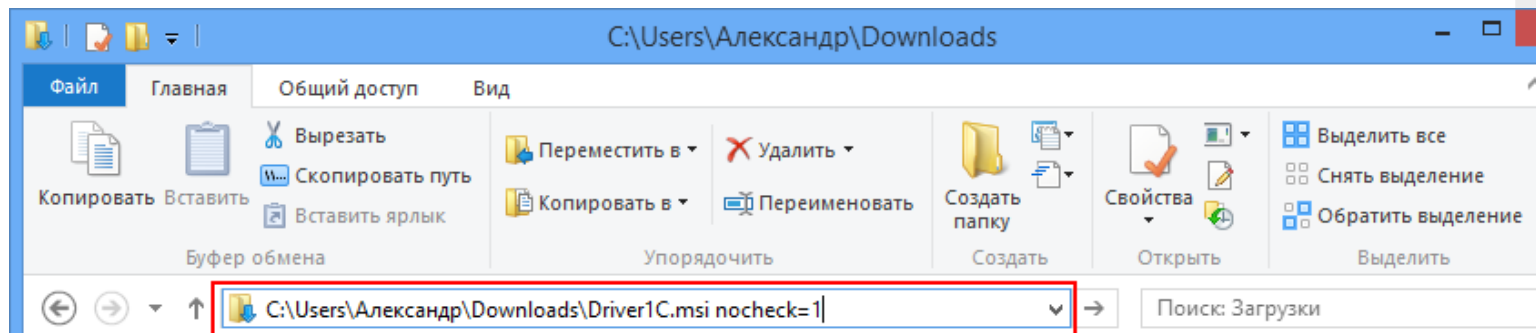 C:\Users\Александр\Downloads
Файл Главная Общий доступ Вид
Копировать
Вставить
Вырезать
Скопировать путь
Вставить ярлык
Буфер обмена
Переместить в
Копировать в
Удалить
Переименовать
Упорядочить
Создать
папку
Создать
Свойства
Открыть
Выделить все
Снять выделение
Обратить выделение
Выделить
C:\Users\Александр\Downloads\Driver1C.msi nocheck=1
Поиск: Загрузки